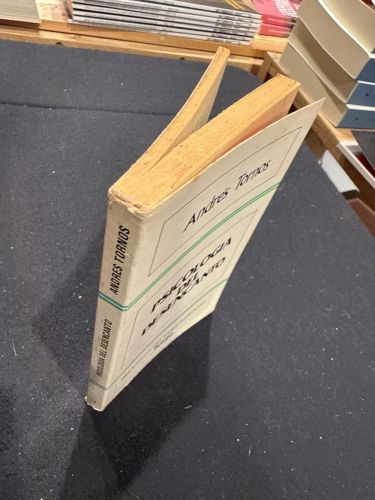 Andrés Tornos
PSICOLOGIA
DEL
DESENCANTO
ANDRES TORNOS
PSICOLOGIA DEL DESENCANTO